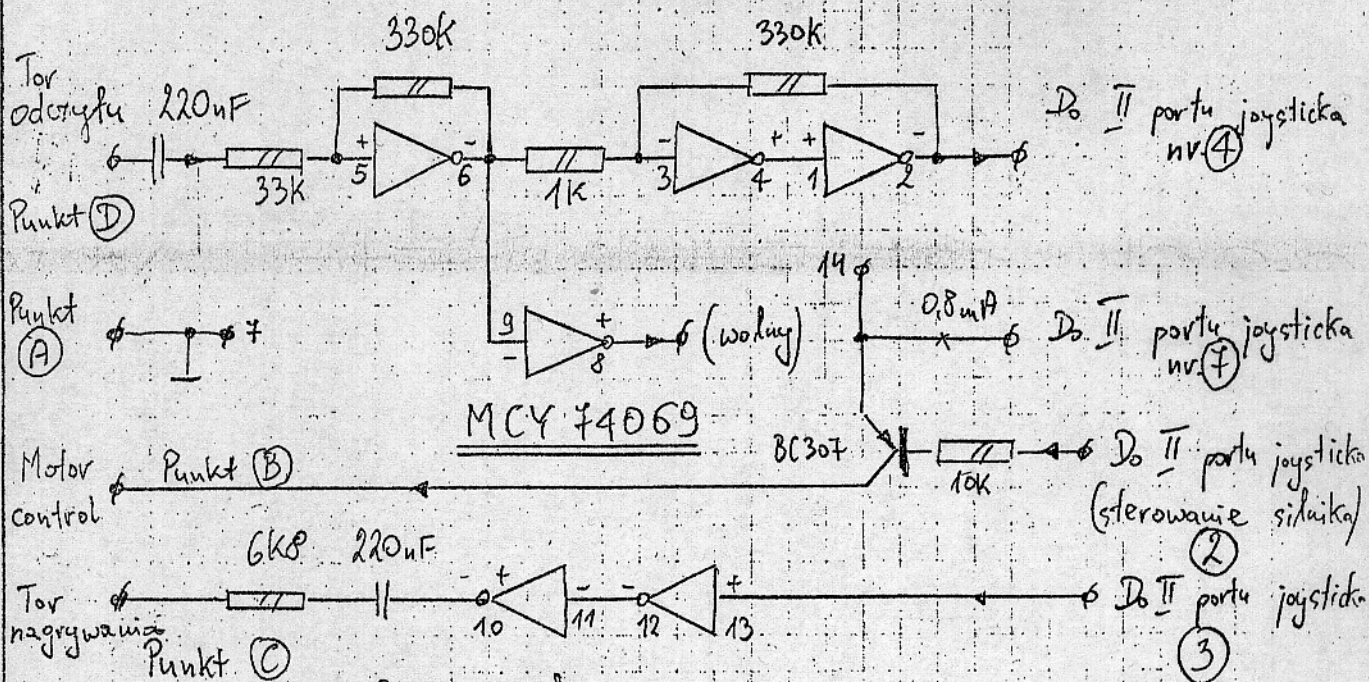 330K
330K
Tor
odczytu
220nF
33K
+
5
-
6
1K
-
3
+
4
+
1
-
2
Do II portu joysticka
nr. 4
Punkt D
14
Punkt
A
7
9
-
+
8
(wolny)
0,8mA
Do II portu joysticka
nr. 7
MCY 74069
BC307
10K
Do II portu joysticka
(sterowanie silnika)
2
Motor
control
Punkt B
6K8
220nF
-
+
10
-
11
-
12
+
13
Do II portu joysticka
3
Tor
nagrywania
Punkt C